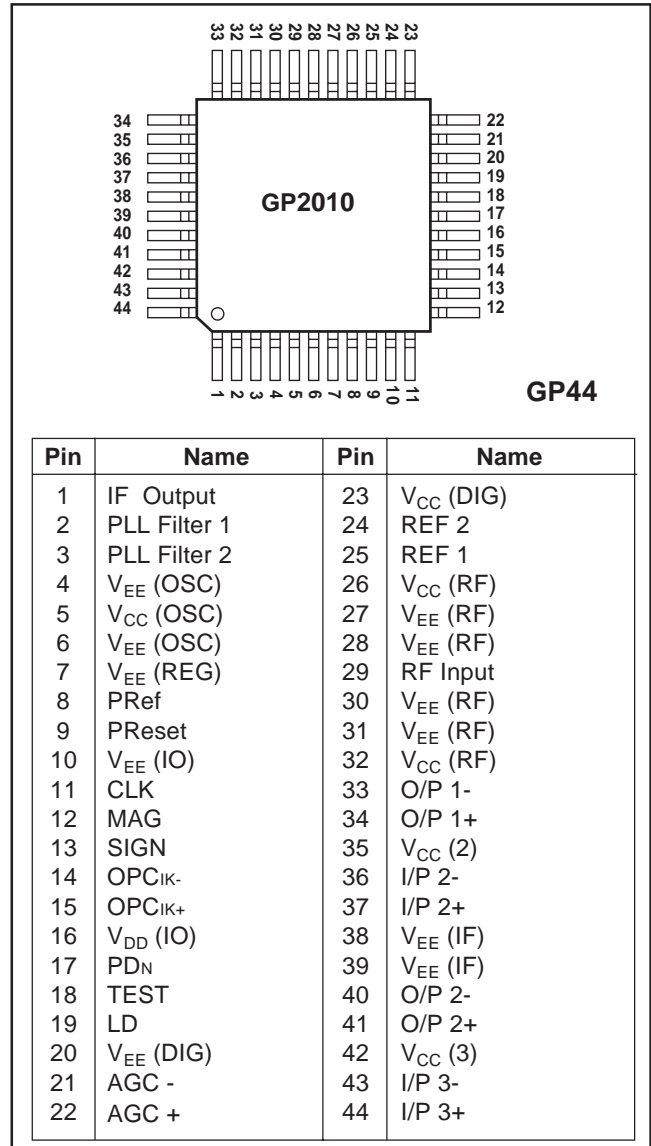 33 32 31 30 29 28 27 26 25 24 23
34 22
35 21
36 20
37 19
38 18
39 17
40 16
41 15
42 14
43 13
44 12
GP2010
1 2 3 4 5 6 7 8 9 10 11
GP44
Pin Name Pin Name
1 IF Output 23 VCC (DIG)
2 PLL Filter 1 24 REF 2
3 PLL Filter 2 25 REF 1
4 VEE (OSC) 26 VCC (RF)
5 VCC (OSC) 27 VEE (RF)
6 VEE (OSC) 28 VEE (RF)
7 VEE (REG) 29 RF Input
8 PRef 30 VEE (RF)
9 PReset 31 VEE (RF)
10 VEE (IO) 32 VCC (RF)
11 CLK 33 O/P 1-
12 MAG 34 O/P 1+
13 SIGN 35 VCC (2)
14 OPCIK- 36 I/P 2-
15 OPCIK+ 37 I/P 2+
16 VDD (IO) 38 VEE (IF)
17 PDN 39 VEE (IF)
18 TEST 40 O/P 2-
19 LD 41 O/P 2+
20 VEE (DIG) 42 VCC (3)
21 AGC - 43 I/P 3-
22 AGC + 44 I/P 3+